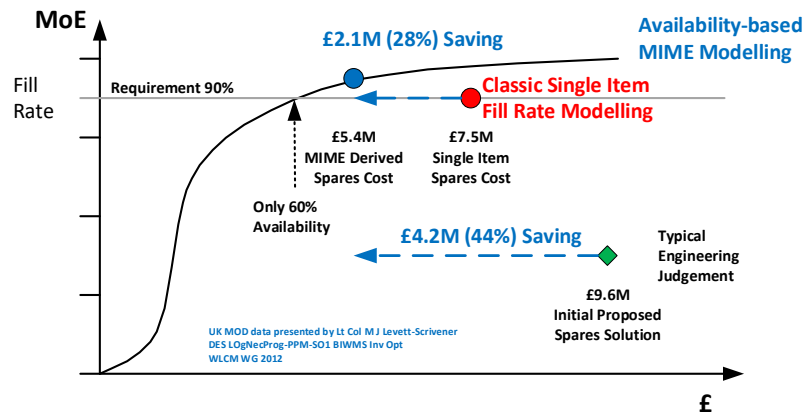 MoE
£2.1M (28%) Saving
Availability-based
MIME Modelling
Fill
Rate
Requirement 90%
Classic Single Item
Fill Rate Modelling
£5.4M
MIME Derived
Spares Cost
£7.5M
Single Item
Spares Cost
Only 60%
Availability
£4.2M (44%) Saving
Typical
Engineering
Judgement
£9.6M
Initial Proposed
Spares Solution
UK MOD data presented by Lt Col M J Levett-Scrivener
DES LOgNecProg-PPM-SO1 BIWMS Inv Opt
WLCM WG 2012
£